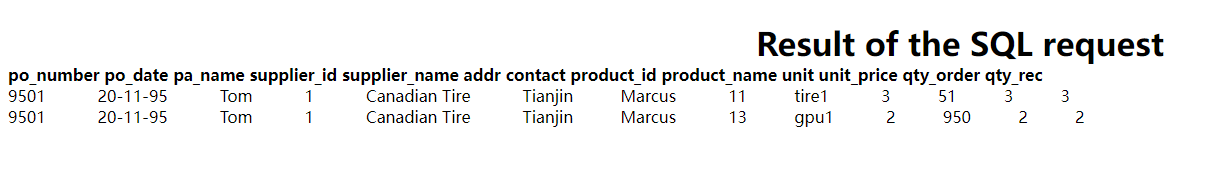 Result of the SQL request
po_number po_date pa_name supplier_id supplier_name addr contact product_id product_name unit unit_price qty_order qty_rec
9501 20-11-95 Tom 1 Canadian Tire Tianjin Marcus 11 tire1 3 51 3 3
9501 20-11-95 Tom 1 Canadian Tire Tianjin Marcus 13 gpu1 2 950 2 2